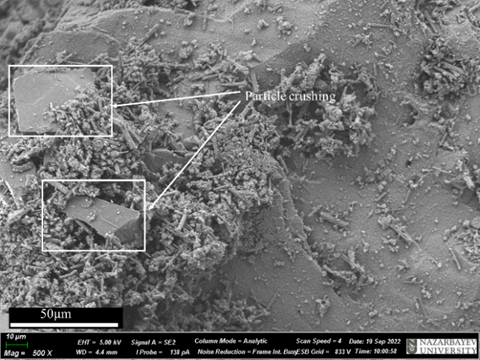 Particle crushing
50μm
10 μm
Mag = 500 X
EHT = 5.00 kV
WD = 4.4 mm
Signal A = SE2
I Probe = 138 pA
Column Mode = Analytic
Noise Reduction = Frame Int. Busy
Scan Speed = 4
ESB Grid = 833 V
Date :19 Sep 2022
Time :10:00:58
NAZARBAYEV
UNIVERSITY